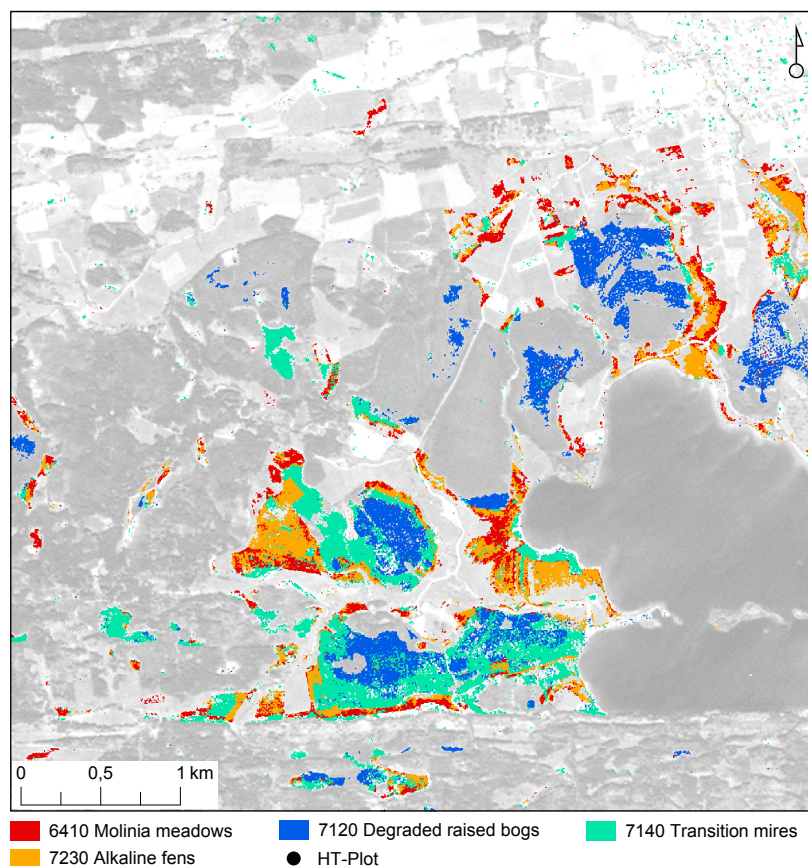 0 0,5 1 km
6410 Molinia meadows 7120 Degraded raised bogs 7140 Transition mires
7230 Alkaline fens HT-Plot